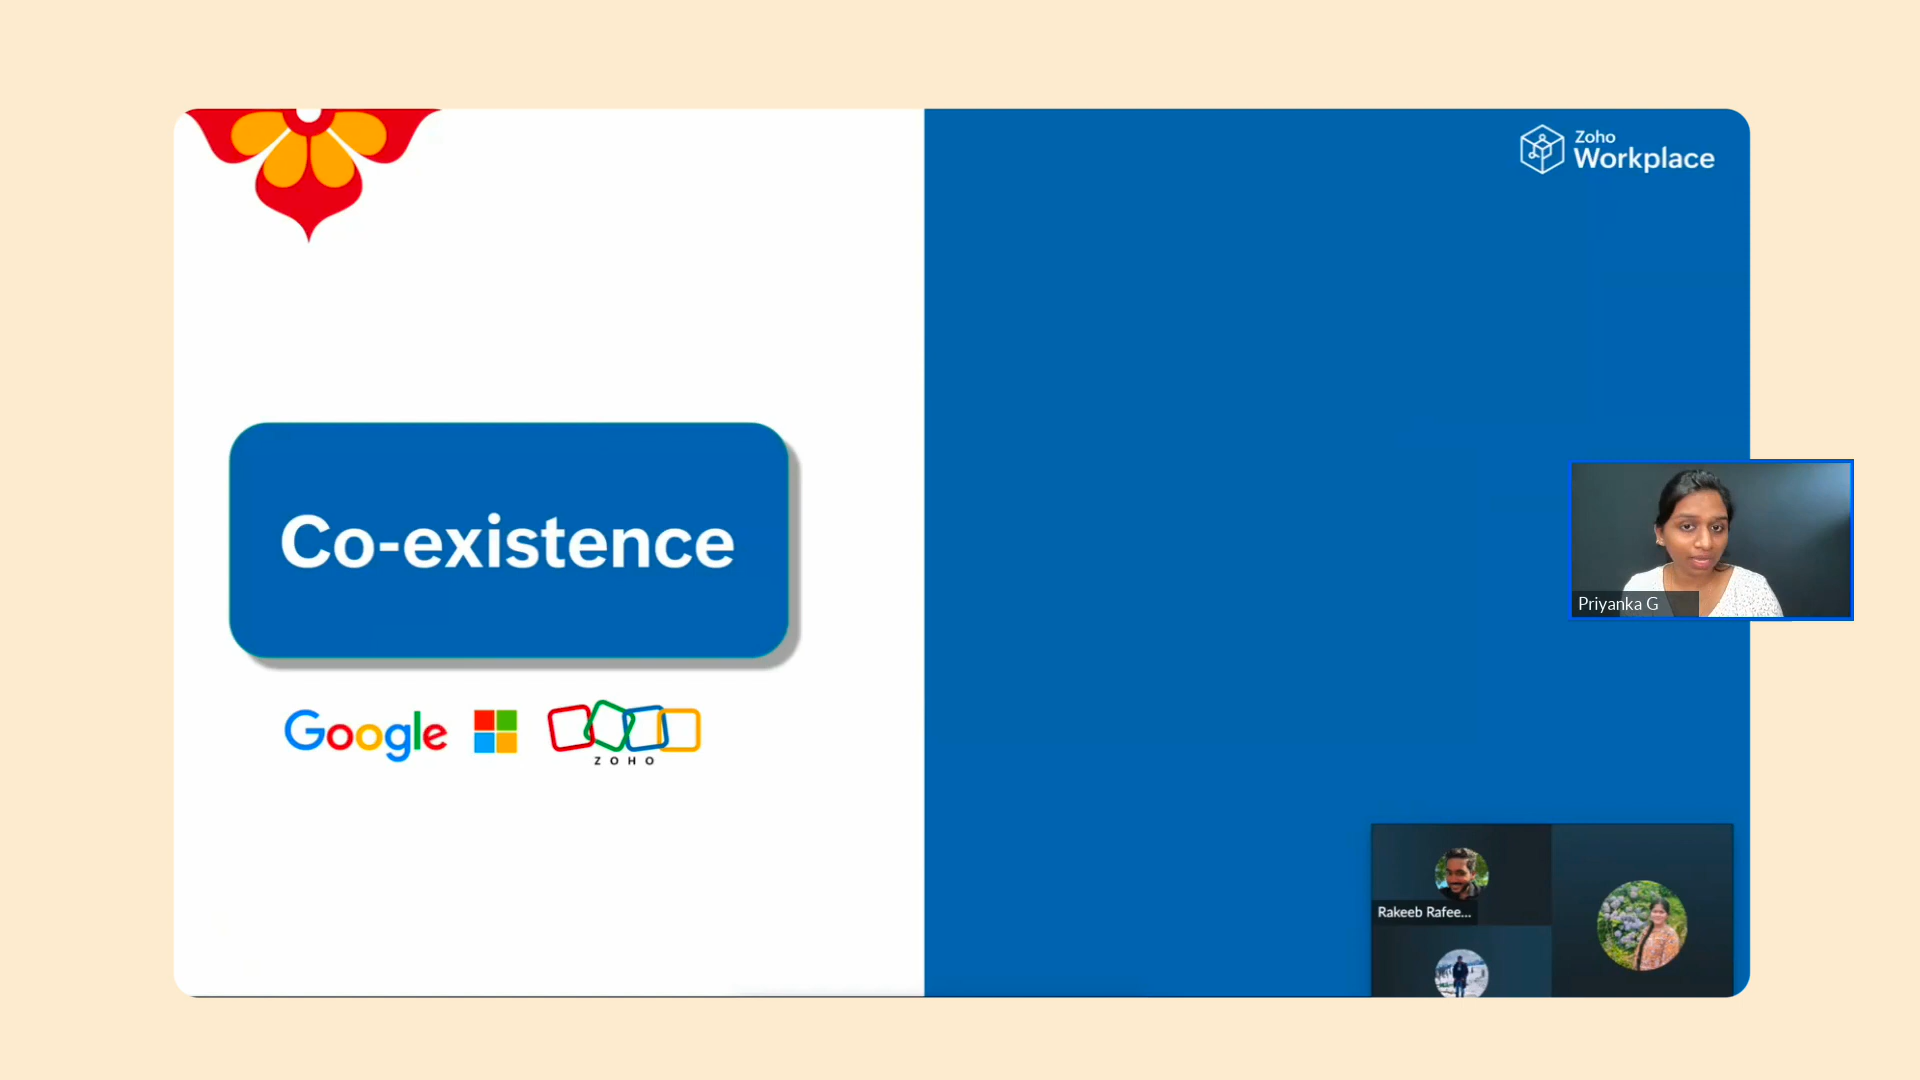 Zoho
Workplace
Co-existence
Google
ZOHO
Priyanka G
Rakeeb Rafee...